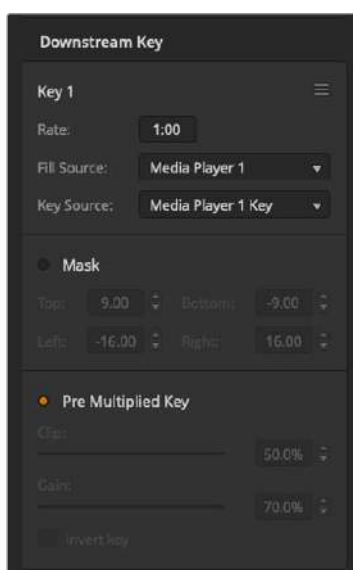 Downstream Key
Key 1
Rate: 1:00
Fill Source: Media Player 1
Key Source: Media Player 1 Key
Mask
Top: 9.00 Bottom: -9.00
Left: -16.00 Right: 16.00
Pre Multiplied Key
Clip:
50.0%
Gain:
70.0%
Invert key